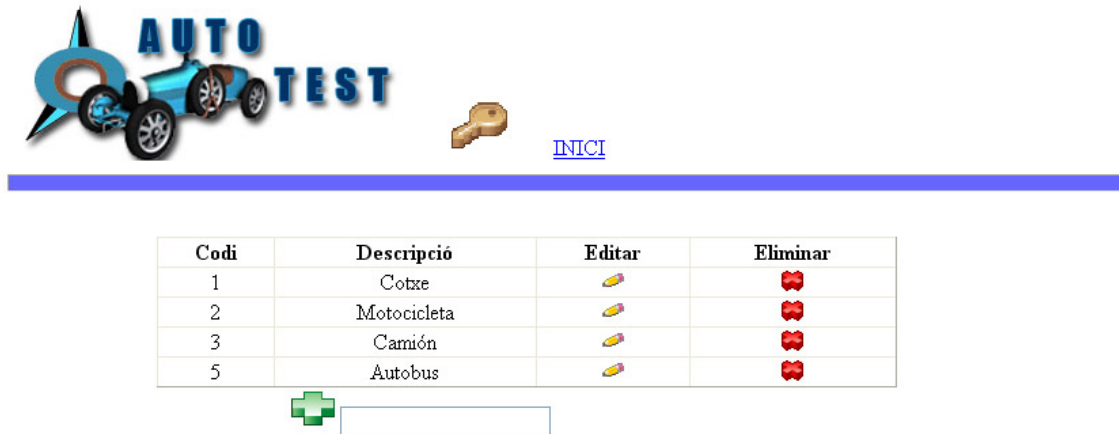 AUTO
TEST
INICI
Codi Descripció Editar Eliminar
1 Cotxe
2 Motocicleta
3 Camión
5 Autobus